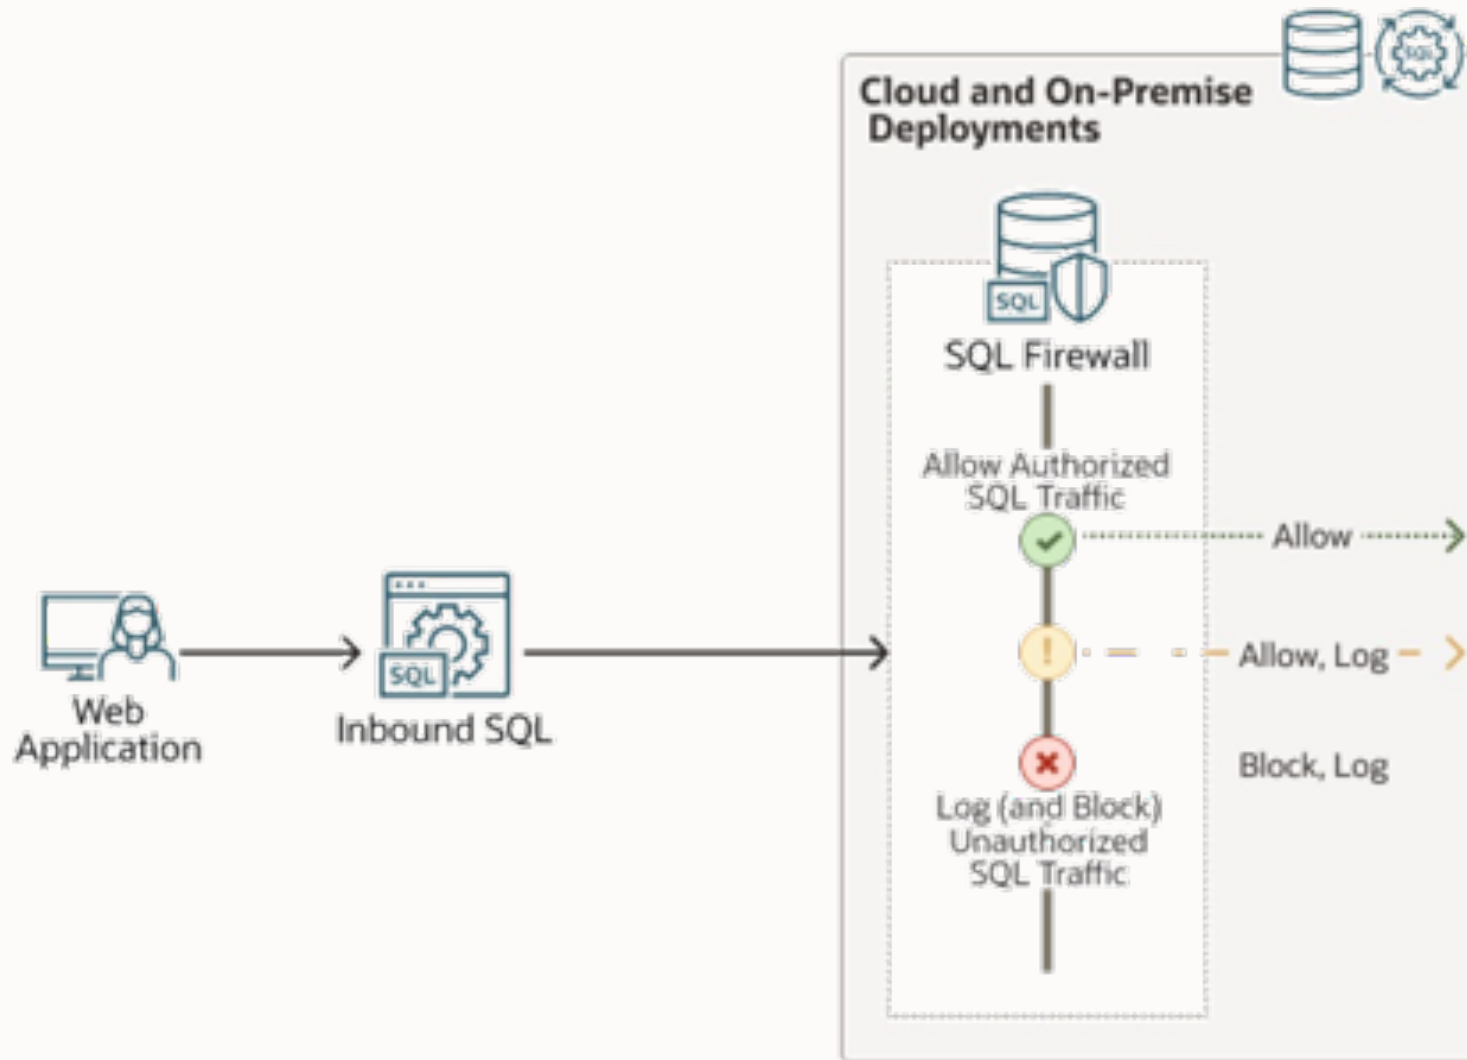 SQL
Cloud and On-Premise
Deployments
SQL
SQL Firewall
Allow Authorized
SQL Traffic
Allow
Allow, Log
Block, Log
Log (and Block)
Unauthorized
SQL Traffic
Web
Application
SQL
Inbound SQL